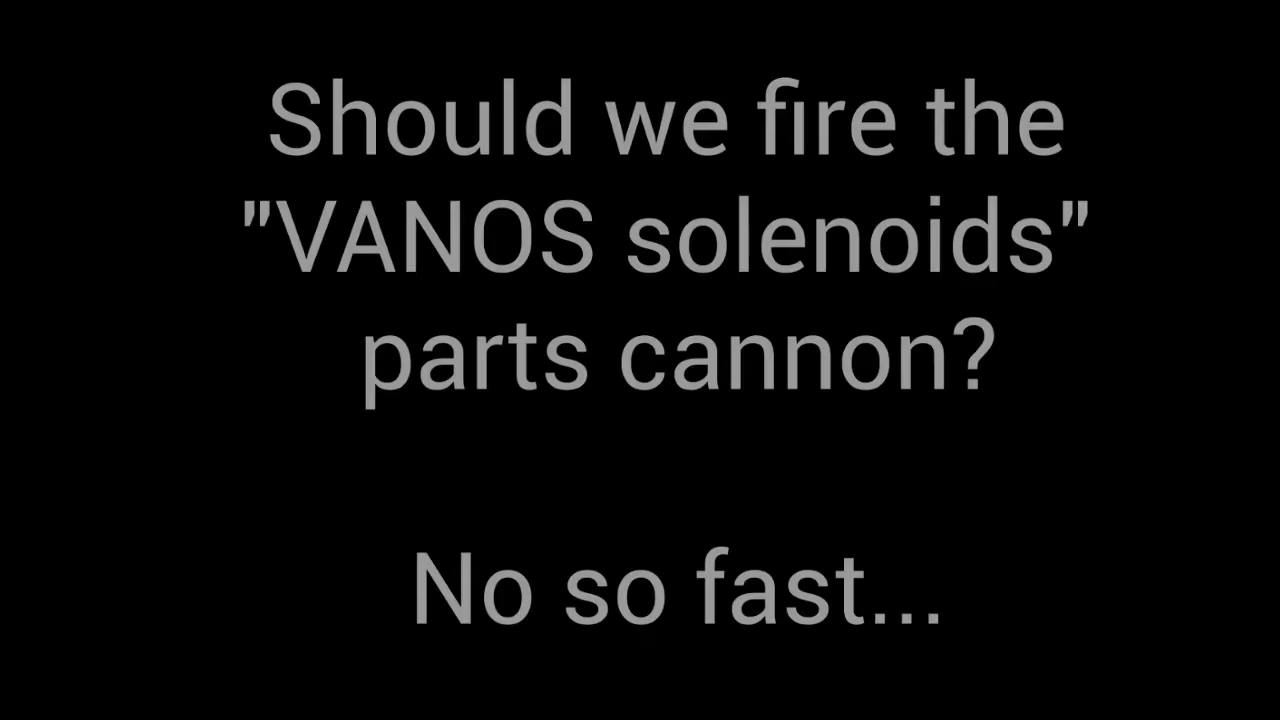 Should we fire the
"VANOS solenoids"
parts cannon?
No so fast...